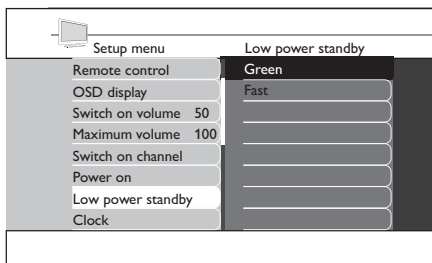 Setup menu
Low power standby
Remote control
OSD display
Switch on volume 50
Maximum volume 100
Switch on channel
Power on
Low power standby
Clock
Green
Fast